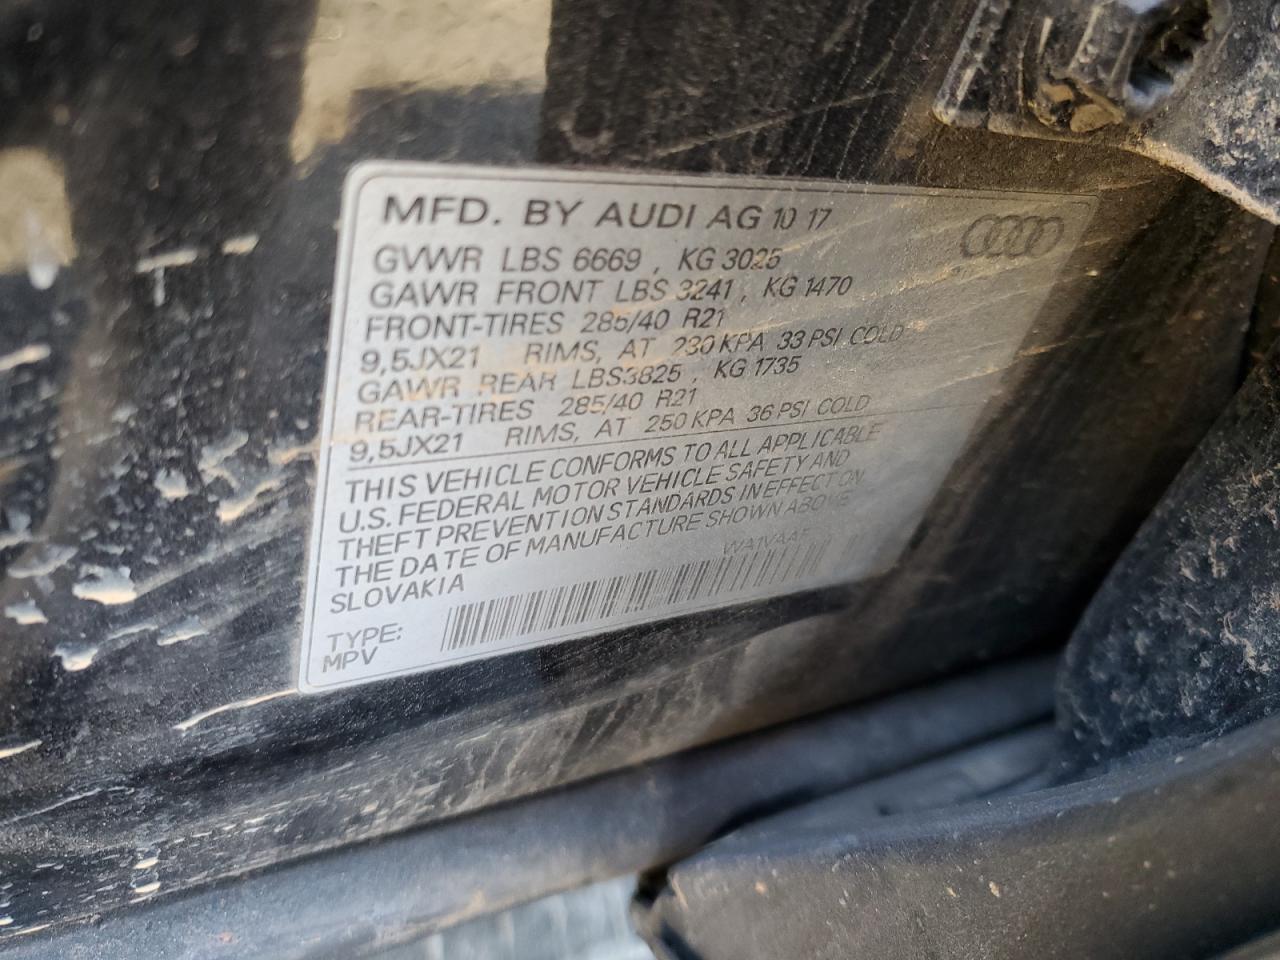 MFD. BY AUDI AG 10 17
GVWR LBS 6669 , KG 3025
GAWR FRONT LBS 3241 , KG 1470
FRONT-TIRES 285/40 R21
9,5JX21 RIMS, AT 230 KPA 33 PSI COLD
GAWR REAR LBS3825 , KG 1735
REAR-TIRES 285/40 R21
9,5JX21 RIMS, AT 250 KPA 36 PSI COLD
THIS VEHICLE CONFORMS TO ALL APPLICABLE
U.S. FEDERAL MOTOR VEHICLE SAFETY AND
THEFT PREVENTION STANDARDS IN EFFECT ON
THE DATE OF MANUFACTURE SHOWN ABOVE
SLOVAKIA
TYPE:
MPV